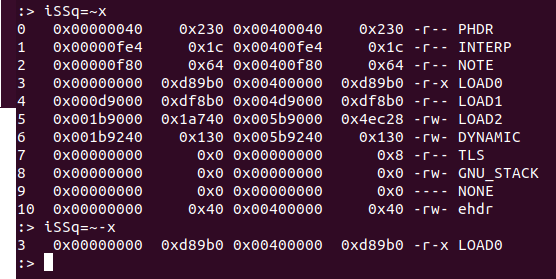 :> iSSq=~x
0 0x00000040 0x230 0x00400040 0x230 -r-- PHDR
1 0x00000fe4 0x1c 0x00400fe4 0x1c -r-- INTERP
2 0x00000f80 0x64 0x00400f80 0x64 -r-- NOTE
3 0x00000000 0xd89b0 0x00400000 0xd89b0 -r-x LOAD0
4 0x000d9000 0xdf8b0 0x004d9000 0xdf8b0 -r-- LOAD1
5 0x001b9000 0x1a740 0x005b9000 0x4ec28 -rw- LOAD2
6 0x001b9240 0x130 0x005b9240 0x130 -rw- DYNAMIC
7 0x00000000 0x0 0x00000000 0x8 -r-- TLS
8 0x00000000 0x0 0x00000000 0x0 -rw- GNU_STACK
9 0x00000000 0x0 0x00000000 0x0 ---- NONE
10 0x00000000 0x40 0x00400000 0x40 -rw- ehdr
:> iSSq=~-x
3 0x00000000 0xd89b0 0x00400000 0xd89b0 -r-x LOAD0
:>